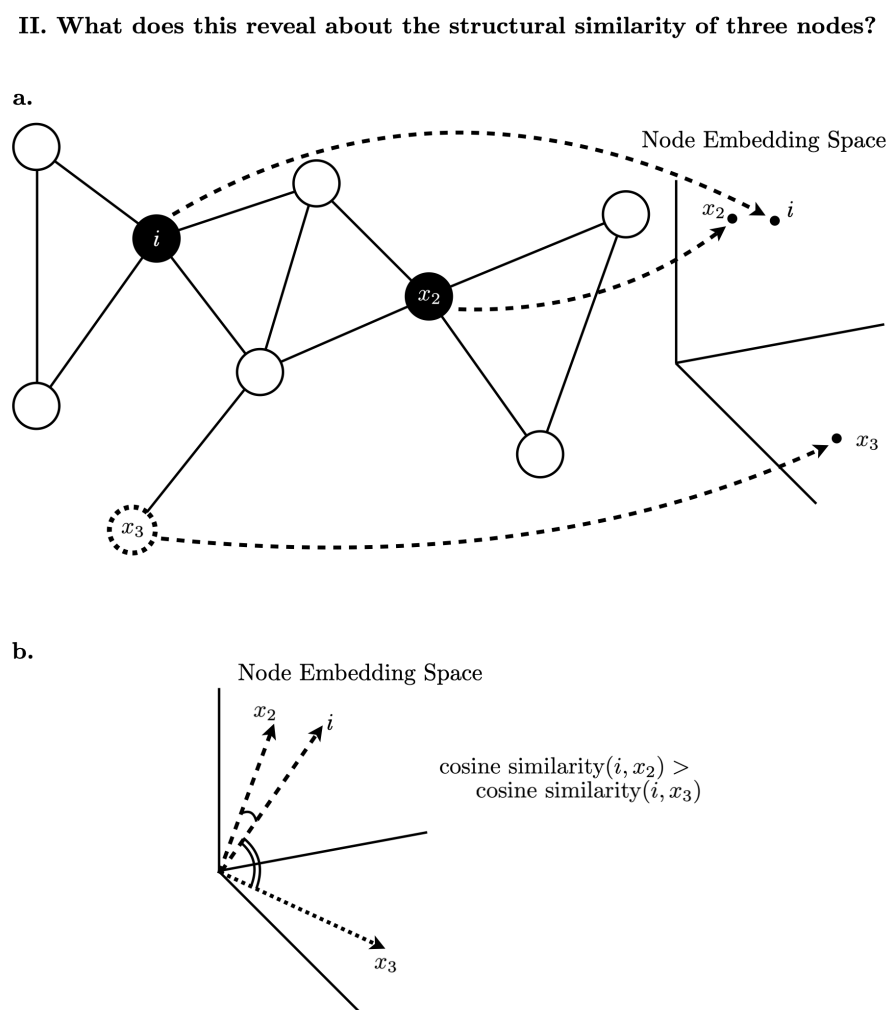 II. What does this reveal about the structural similarity of three nodes?
a.
Node Embedding Space
x₂
i
i
x₂
x₃
x₃
b.
Node Embedding Space
x₂
i
cosine similarity(i, x₂) >
cosine similarity(i, x₃)
x₃